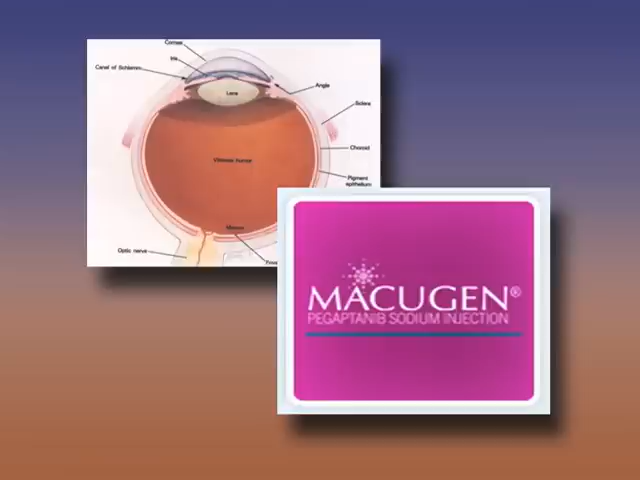 Cornea
Iris
Canal of Schlemm
Angle
Lens
Sclera
Choroid
Vitreous humor
Pigment
epithelium
Macula
Optic nerve
MACUGEN®
PEGAPTANIB SODIUM INJECTION